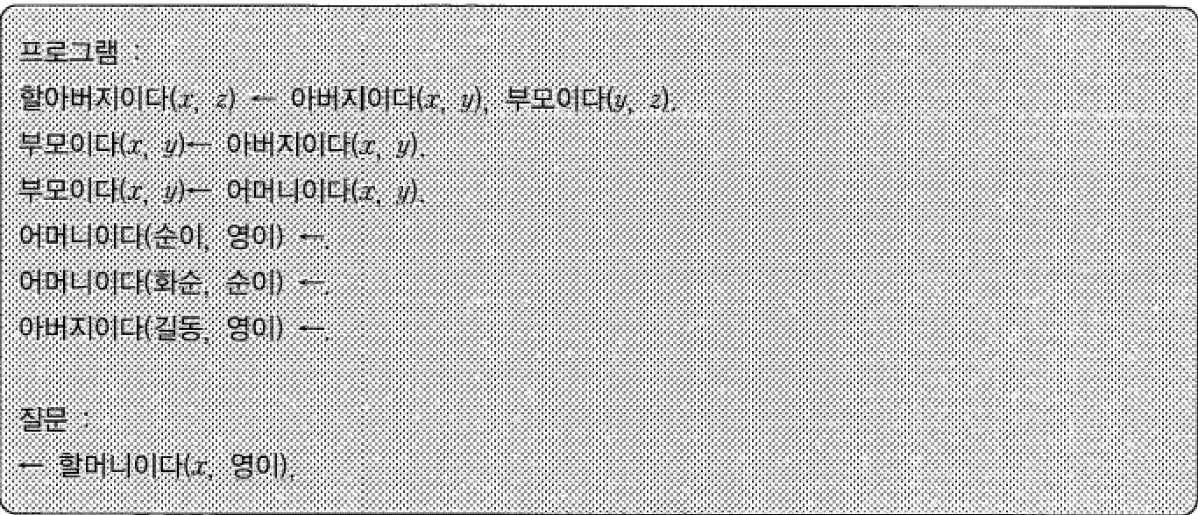 프로그램 :
할아버지이다(x, z) ← 아버지이다(x, y), 부모이다(y, z).
부모이다(x, y)← 아버지이다(x, y).
부모이다(x, y)← 어머니이다(x, y).
어머니이다(순이, 영이) ←.
어머니이다(화순, 순이) ←.
아버지이다(길동, 영이) ←.
질문 :
← 할머니이다(x, 영이).